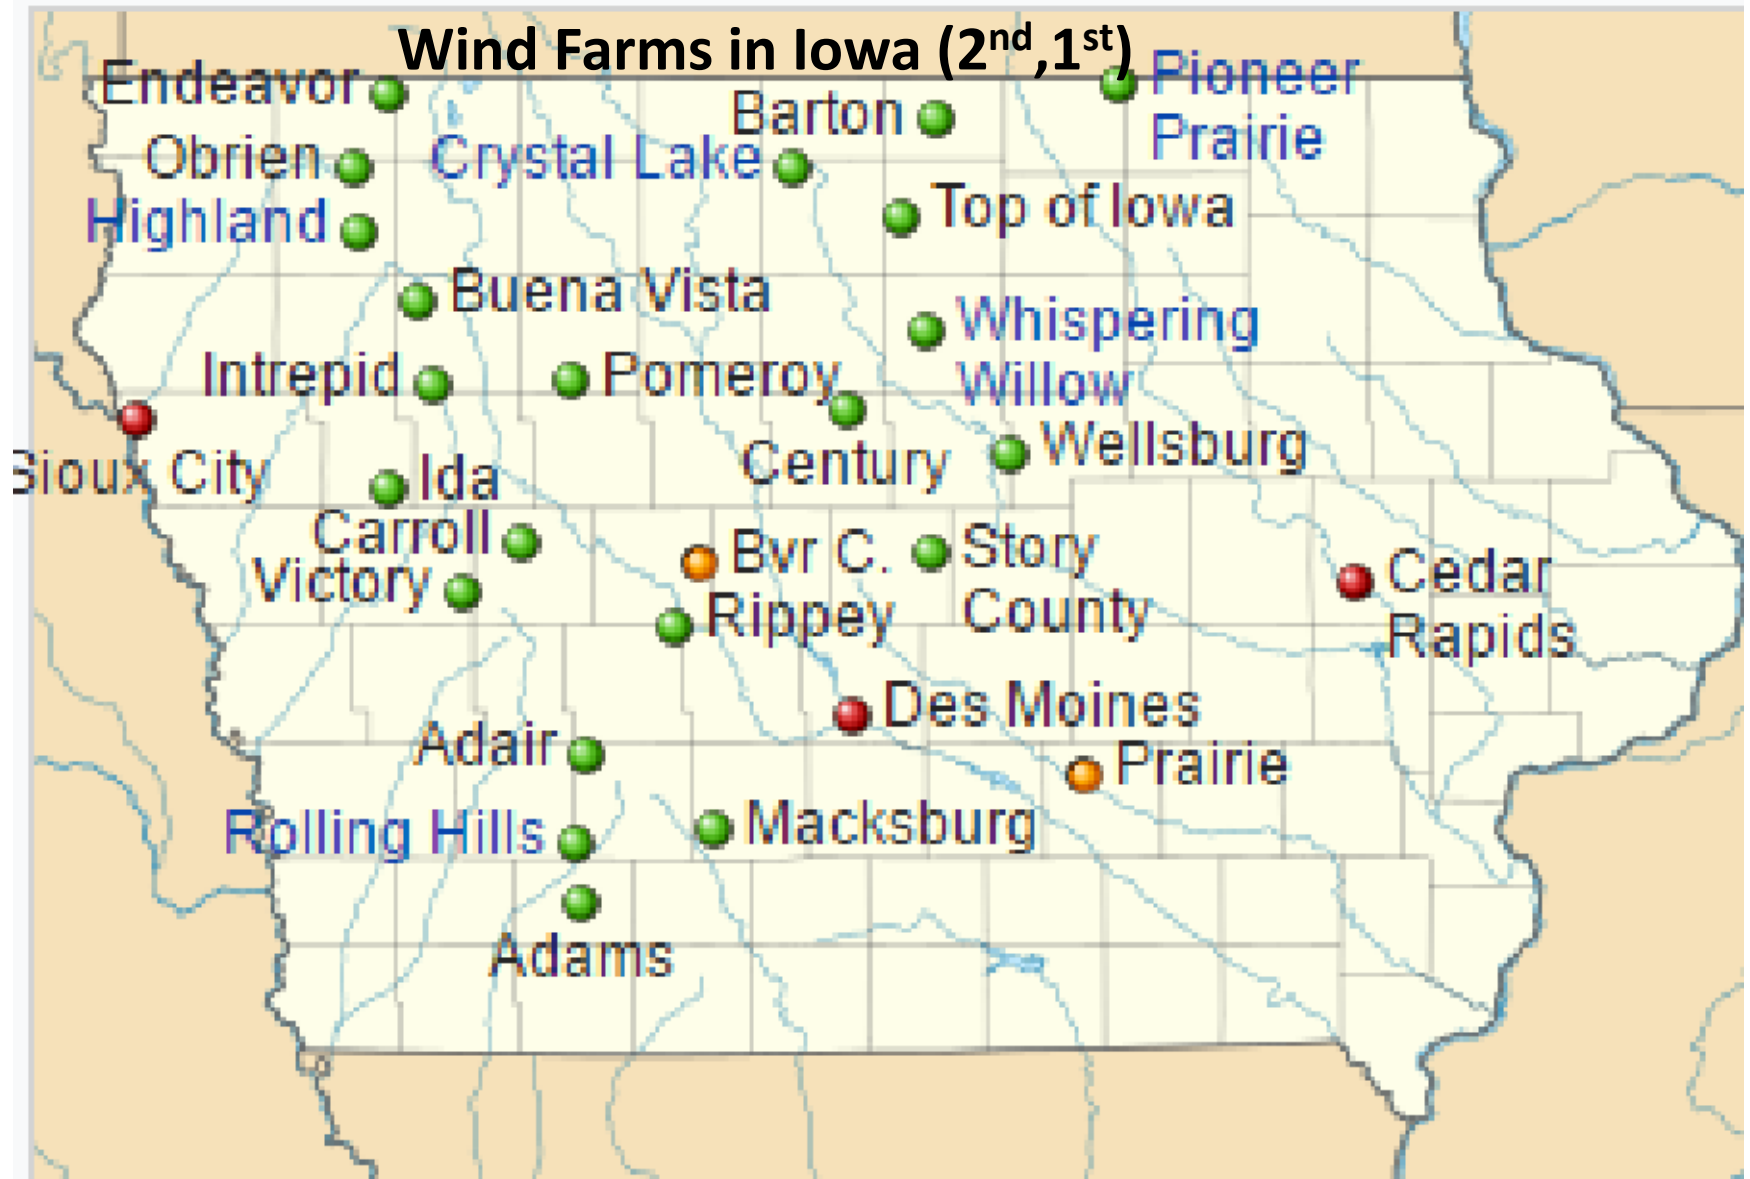 Wind Farms in Iowa (2nd,1st)
Endeavor
Pioneer
Prairie
Barton
Obrien
Crystal Lake
Highland
Top of Iowa
Buena Vista
Whispering
Willow
Intrepid
Pomeroy
Century
Wellsburg
Sioux City
Ida
Carroll
Victory
Bvr C.
Story
County
Rippey
Cedar
Rapids
Des Moines
Adair
Prairie
Rolling Hills
Macksburg
Adams